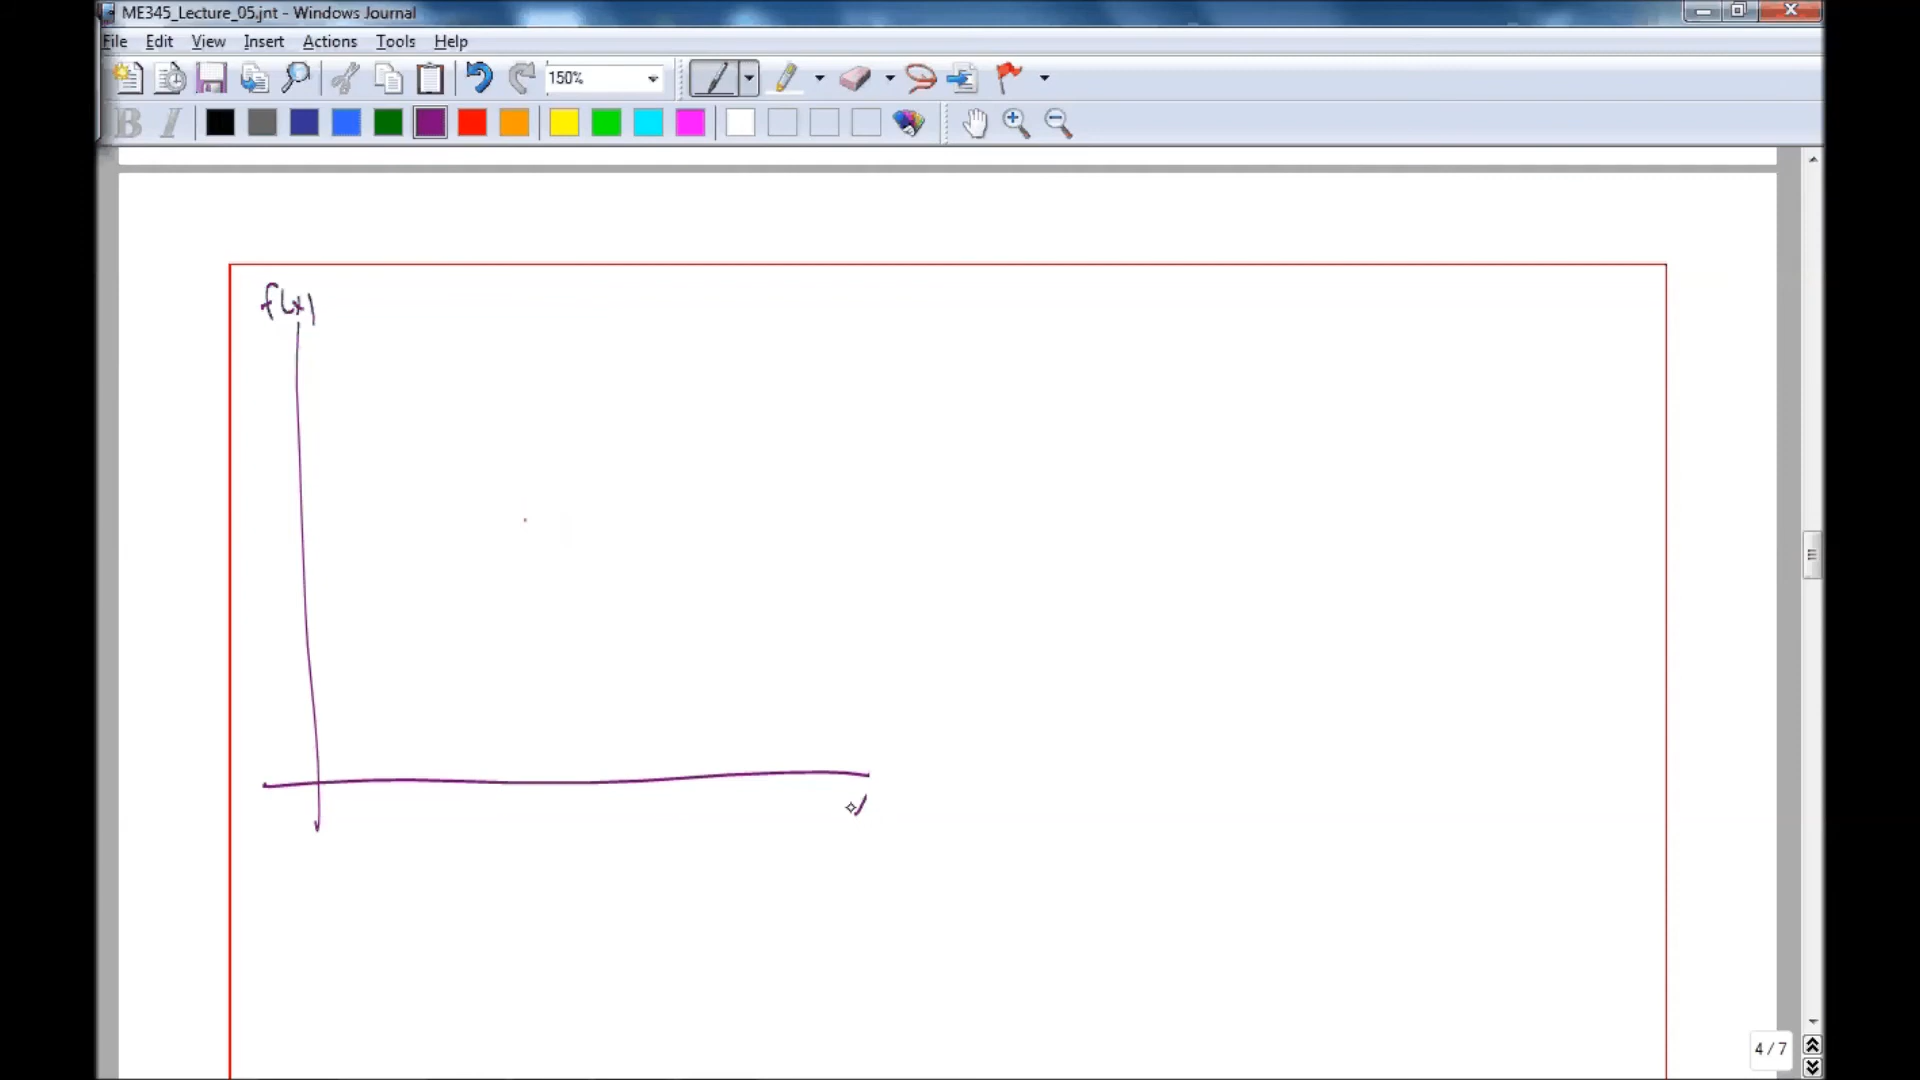 ME345_Lecture_05.jnt - Windows Journal
File Edit View Insert Actions Tools Help
150%
B I
f(x)
4 / 7